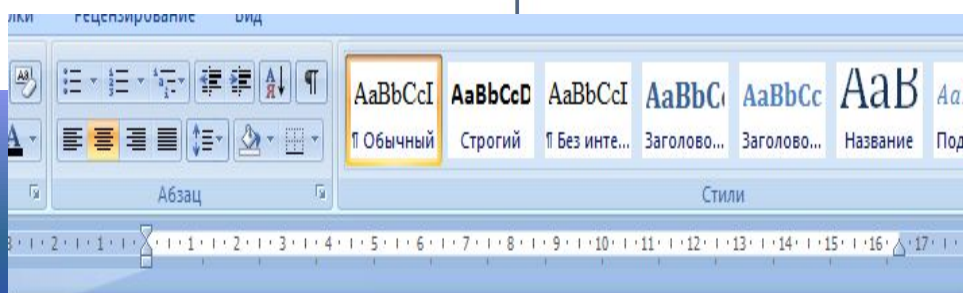 Рецензирование Вид
AaBbCcI AaBbCcD AaBbCcI AaBbC AaBbCc АаВ
¶ Обычный Строгий ¶ Без инте... Заголово... Заголово... Название
Абзац Стили
2 1 1 2 3 4 5 6 7 8 9 10 11 12 13 14 15 16 17